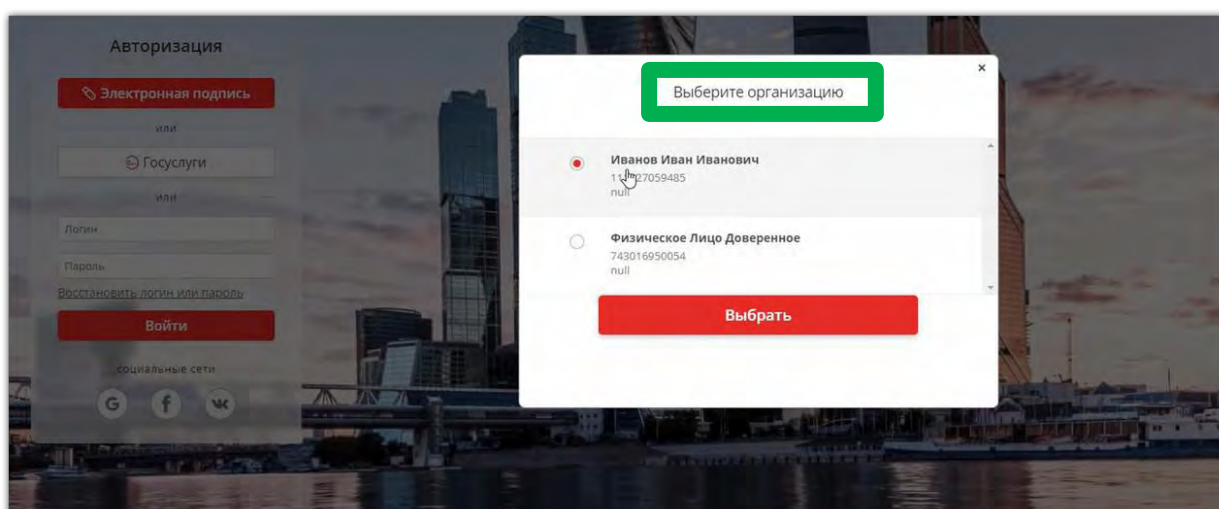 Авторизация
Электронная подпись
или
Госуслуги
или
Логин
Пароль
Восстановить логин или пароль
Войти
социальные сети
G f
Выберите организацию
×
Иванов Иван Иванович
null
Физическое Лицо Доверенное
743016950054
null
Выбрать